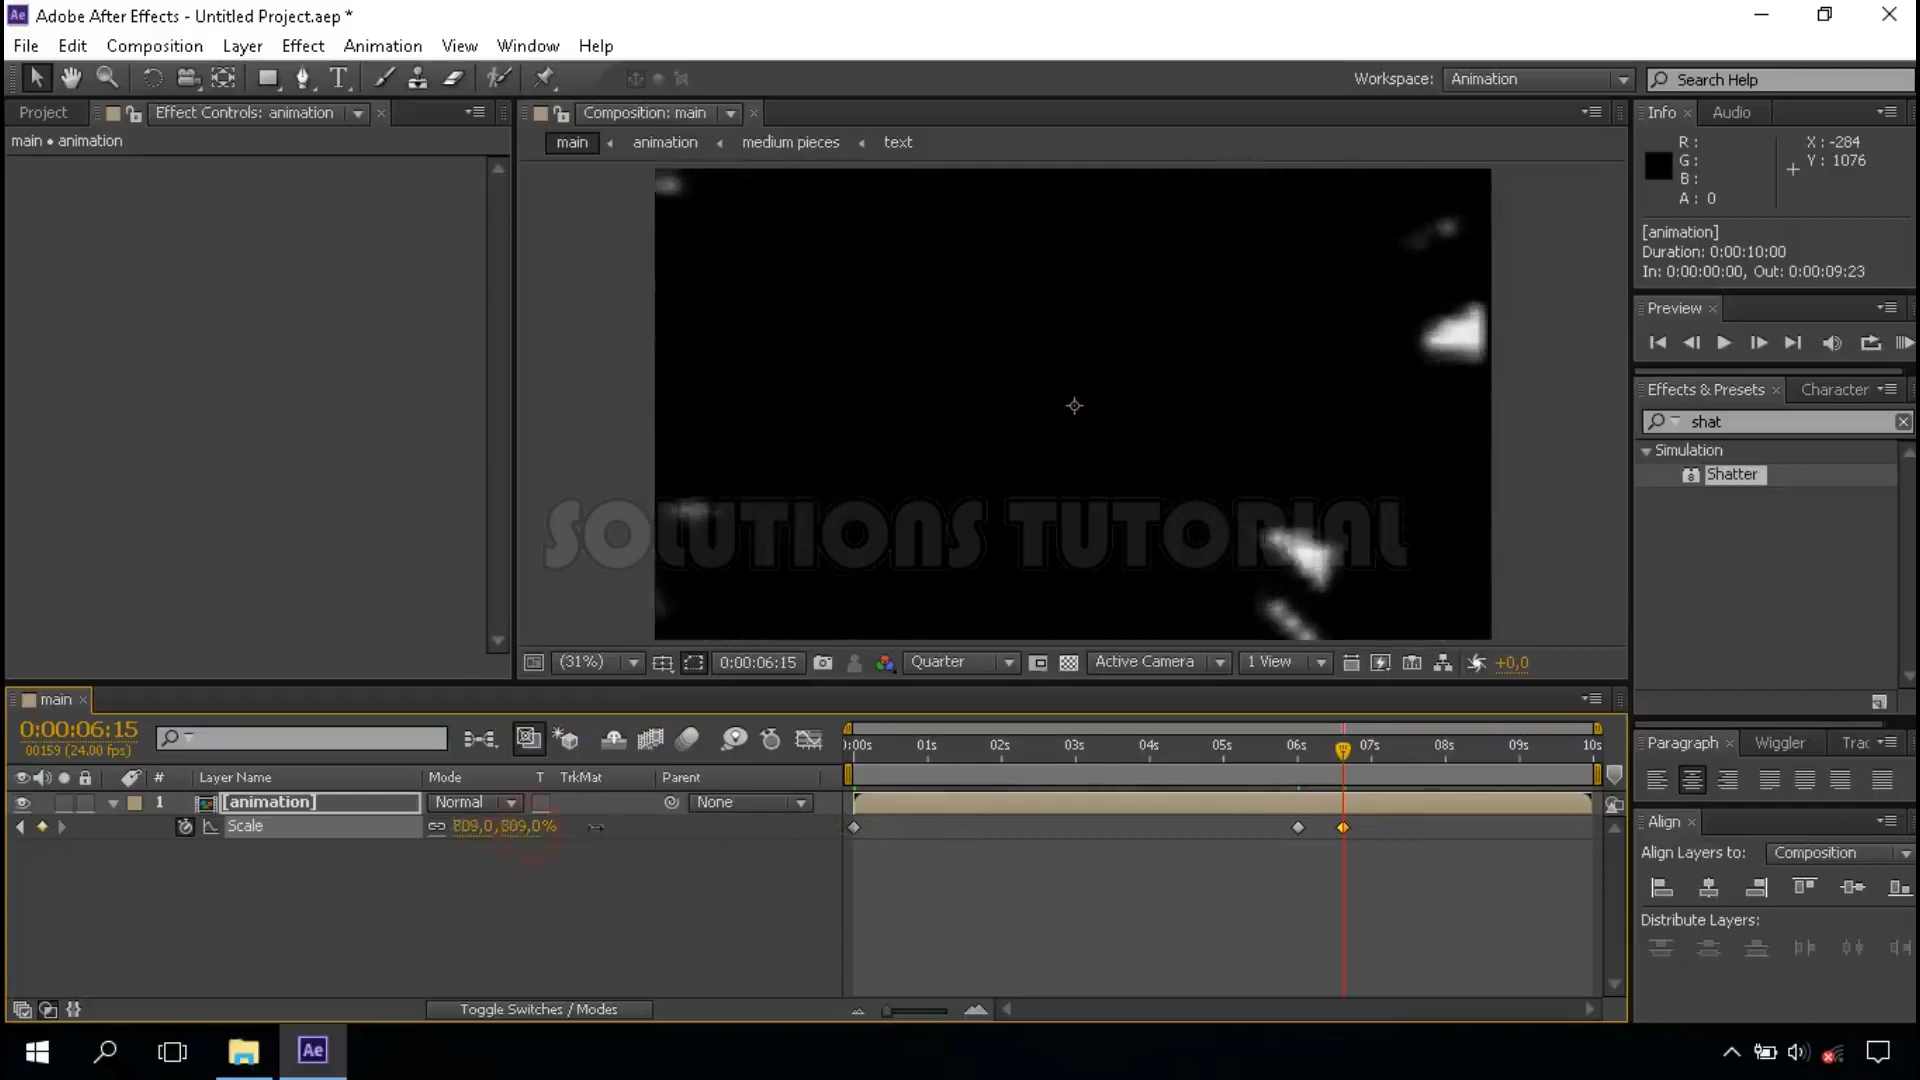 Adobe After Effects - Untitled Project.aep *
File Edit Composition Layer Effect Animation View Window Help
Workspace: Animation
Search Help
Project Effect Controls: animation
Composition: main
Info Audio
main • animation
main animation medium pieces text
R :
G :
B :
A : 0
X : -284
Y : 1076
[animation]
Duration: 0:00:10:00
In: 0:00:00:00, Out: 0:00:09:23
Preview
Effects & Presets Character
shat
Simulation
Shatter
SOLUTIONS TUTORIAL
(31%) 0:00:06:15 Quarter Active Camera 1 View +0,0
main
0:00:06:15
00159 (24.00 fps)
:00s 01s 02s 03s 04s 05s 06s 07s 08s 09s 10s
# Layer Name Mode T TrkMat Parent
1 [animation] Normal None
Scale 809,0, 809,0%
Toggle Switches / Modes
Paragraph Wiggler Trac
Align
Align Layers to: Composition
Distribute Layers:
Ae